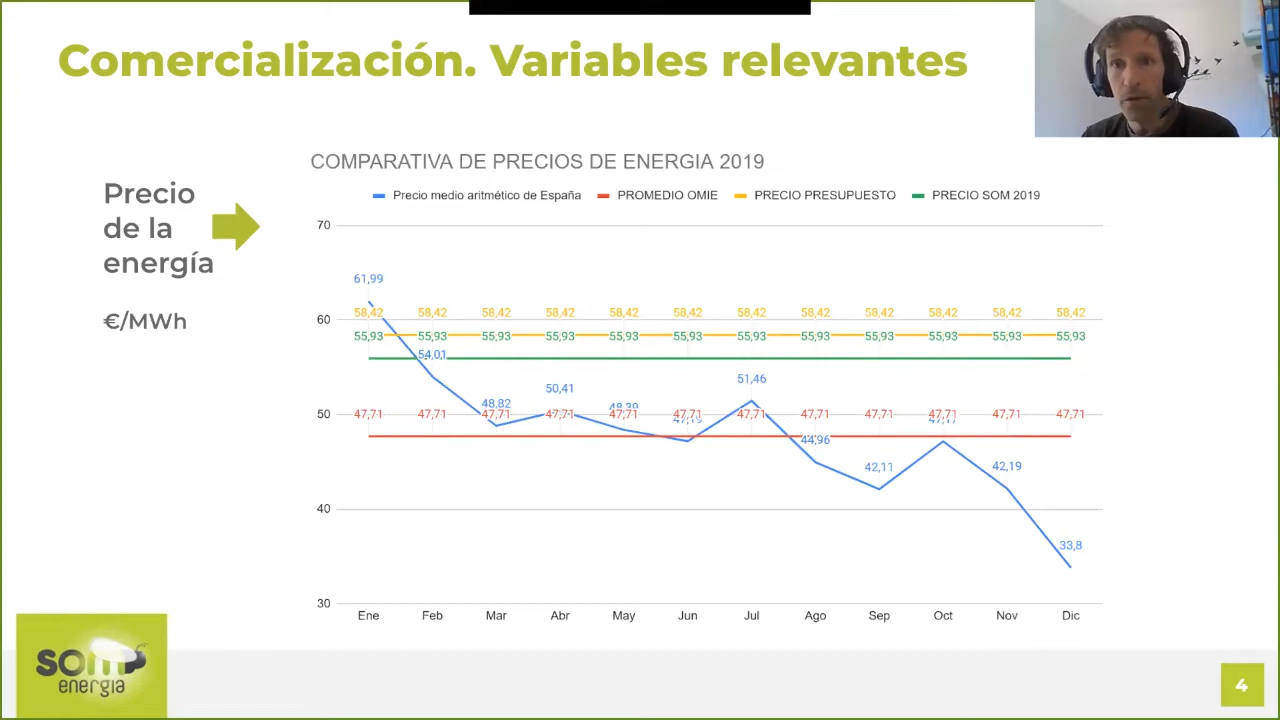 Comercialización. Variables relevantes
COMPARATIVA DE PRECIOS DE ENERGIA 2019
Precio medio aritmético de España PROMEDIO OMIE PRECIO PRESUPUESTO PRECIO SOM 2019
Precio
de la
energía
€/MWh
70
61,99
60
58,42 58,42 58,42 58,42 58,42 58,42 58,42 58,42 58,42 58,42 58,42 58,42
55,93 55,93 55,93 55,93 55,93 55,93 55,93 55,93 55,93 55,93 55,93 55,93
54,01
51,46
50,41
48,82
48,39
50
47,71 47,71 47,71 47,71 47,71 47,71 47,71 47,71 47,71 47,71 47,71 47,71
47,19
47,17
44,96
42,11
42,19
40
33,8
30
Ene Feb Mar Abr May Jun Jul Ago Sep Oct Nov Dic
som
energia
4